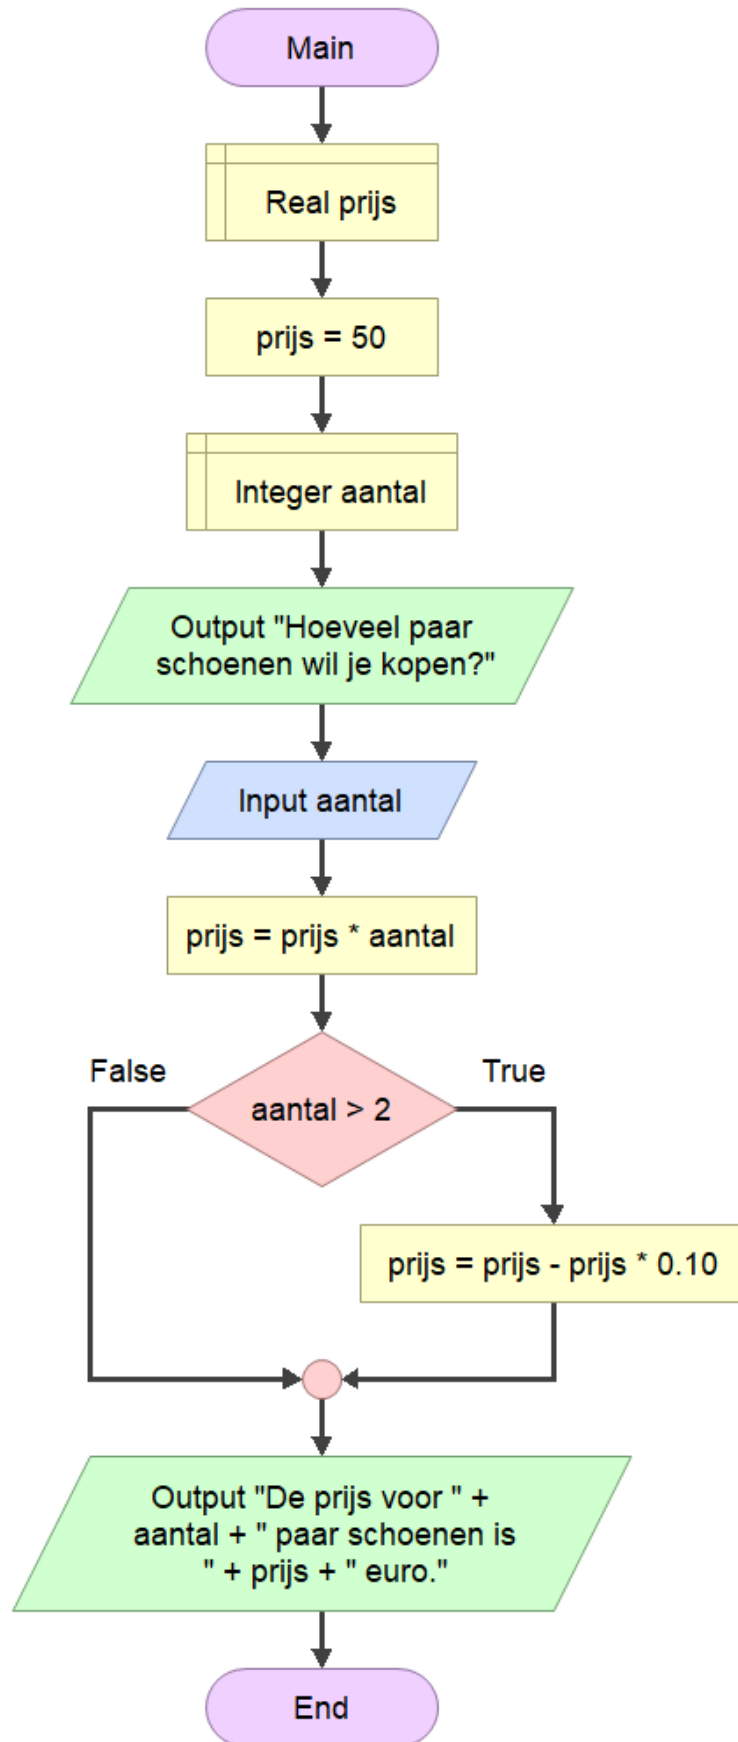 Main
Real prijs
prijs = 50
Integer aantal
Output "Hoeveel paar
schoenen wil je kopen?"
Input aantal
prijs = prijs * aantal
False
True
aantal > 2
prijs = prijs - prijs * 0.10
Output "De prijs voor " +
aantal + " paar schoenen is
" + prijs + " euro."
End